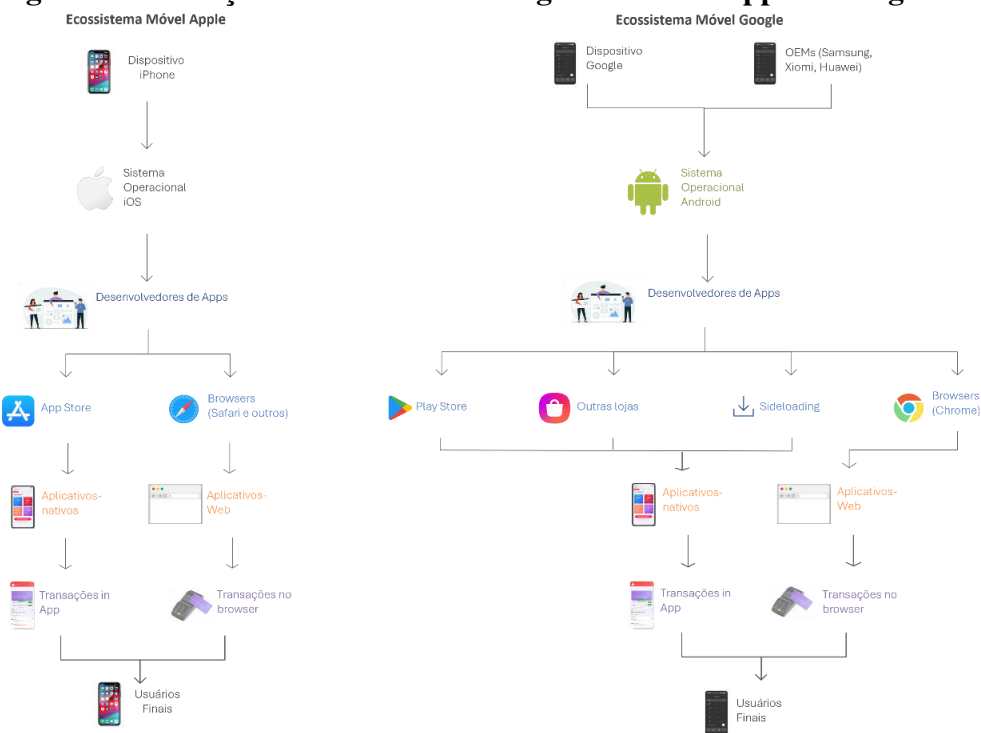 Ecossistema Móvel Apple
Dispositivo
iPhone
Sistema
Operacional
iOS
Desenvolvedores de Apps
App Store
Browsers
(Safari e outros)
Aplicativos-
nativos
Aplicativos-
Web
Transações in
App
Transações no
browser
Usuários
Finais
Ecossistema Móvel Google
Dispositivo
Google
OEMs (Samsung,
Xiomi, Huawei)
Sistema
Operacional
Android
Desenvolvedores de Apps
Play Store
Outras lojas
Sideloading
Browsers
(Chrome)
Aplicativos-
nativos
Aplicativos-
Web
Transações in
App
Transações no
browser
Usuários
Finais